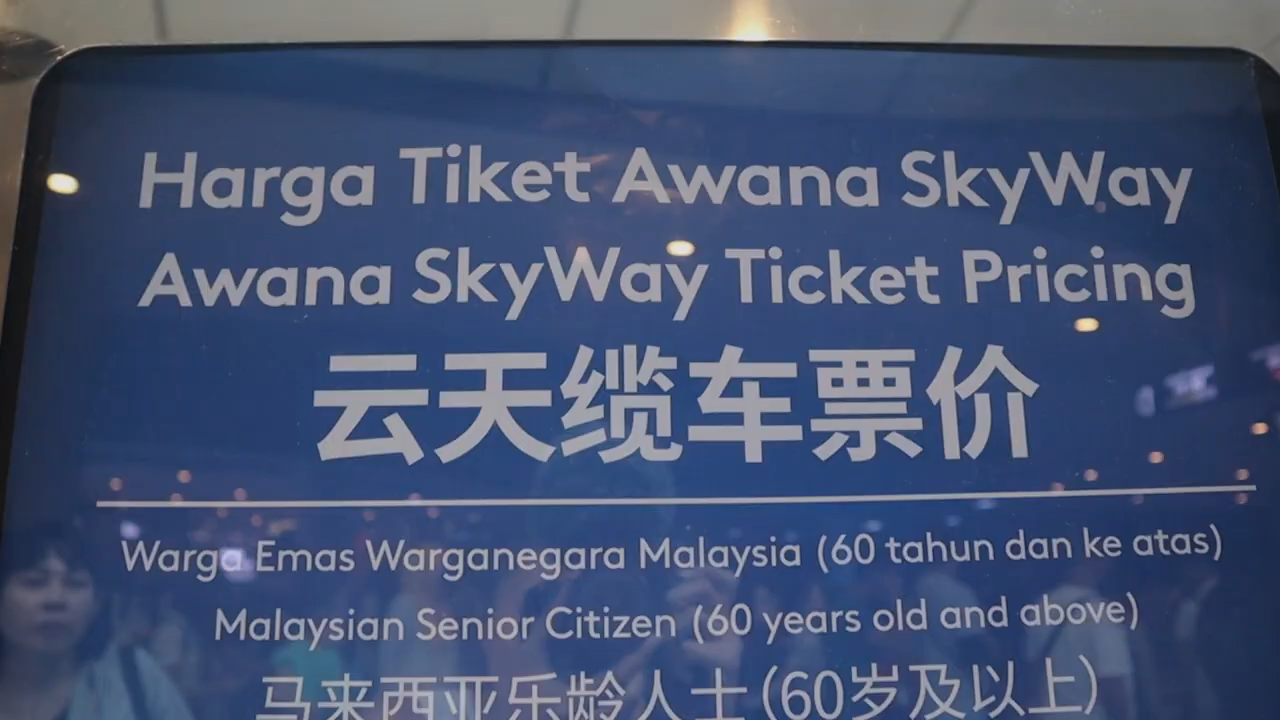 Harga Tiket Awana SkyWay
Awana SkyWay Ticket Pricing
云天缆车票价
Warga Emas Warganegara Malaysia (60 tahun dan ke atas)
Malaysian Senior Citizen (60 years old and above)
马来西亚乐龄人士(60岁及以上)